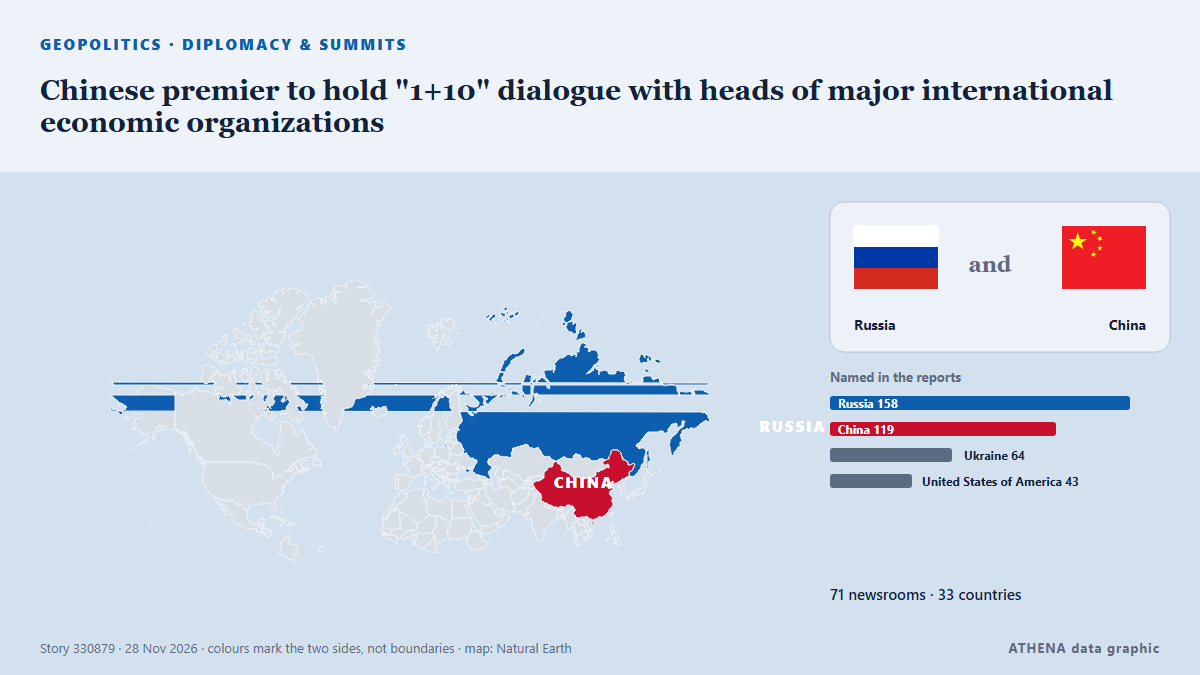 GEOPOLITICS · DIPLOMACY & SUMMITS
Chinese premier to hold "1+10" dialogue with heads of major international
economic organizations
and
Russia
China
Named in the reports
Russia 158
RUSSIA
China 119
Ukraine 64
CHINA
United States of America 43
71 newsrooms · 33 countries
Story 330879 · 28 Nov 2026 · colours mark the two sides, not boundaries · map: Natural Earth
ATHENA data graphic